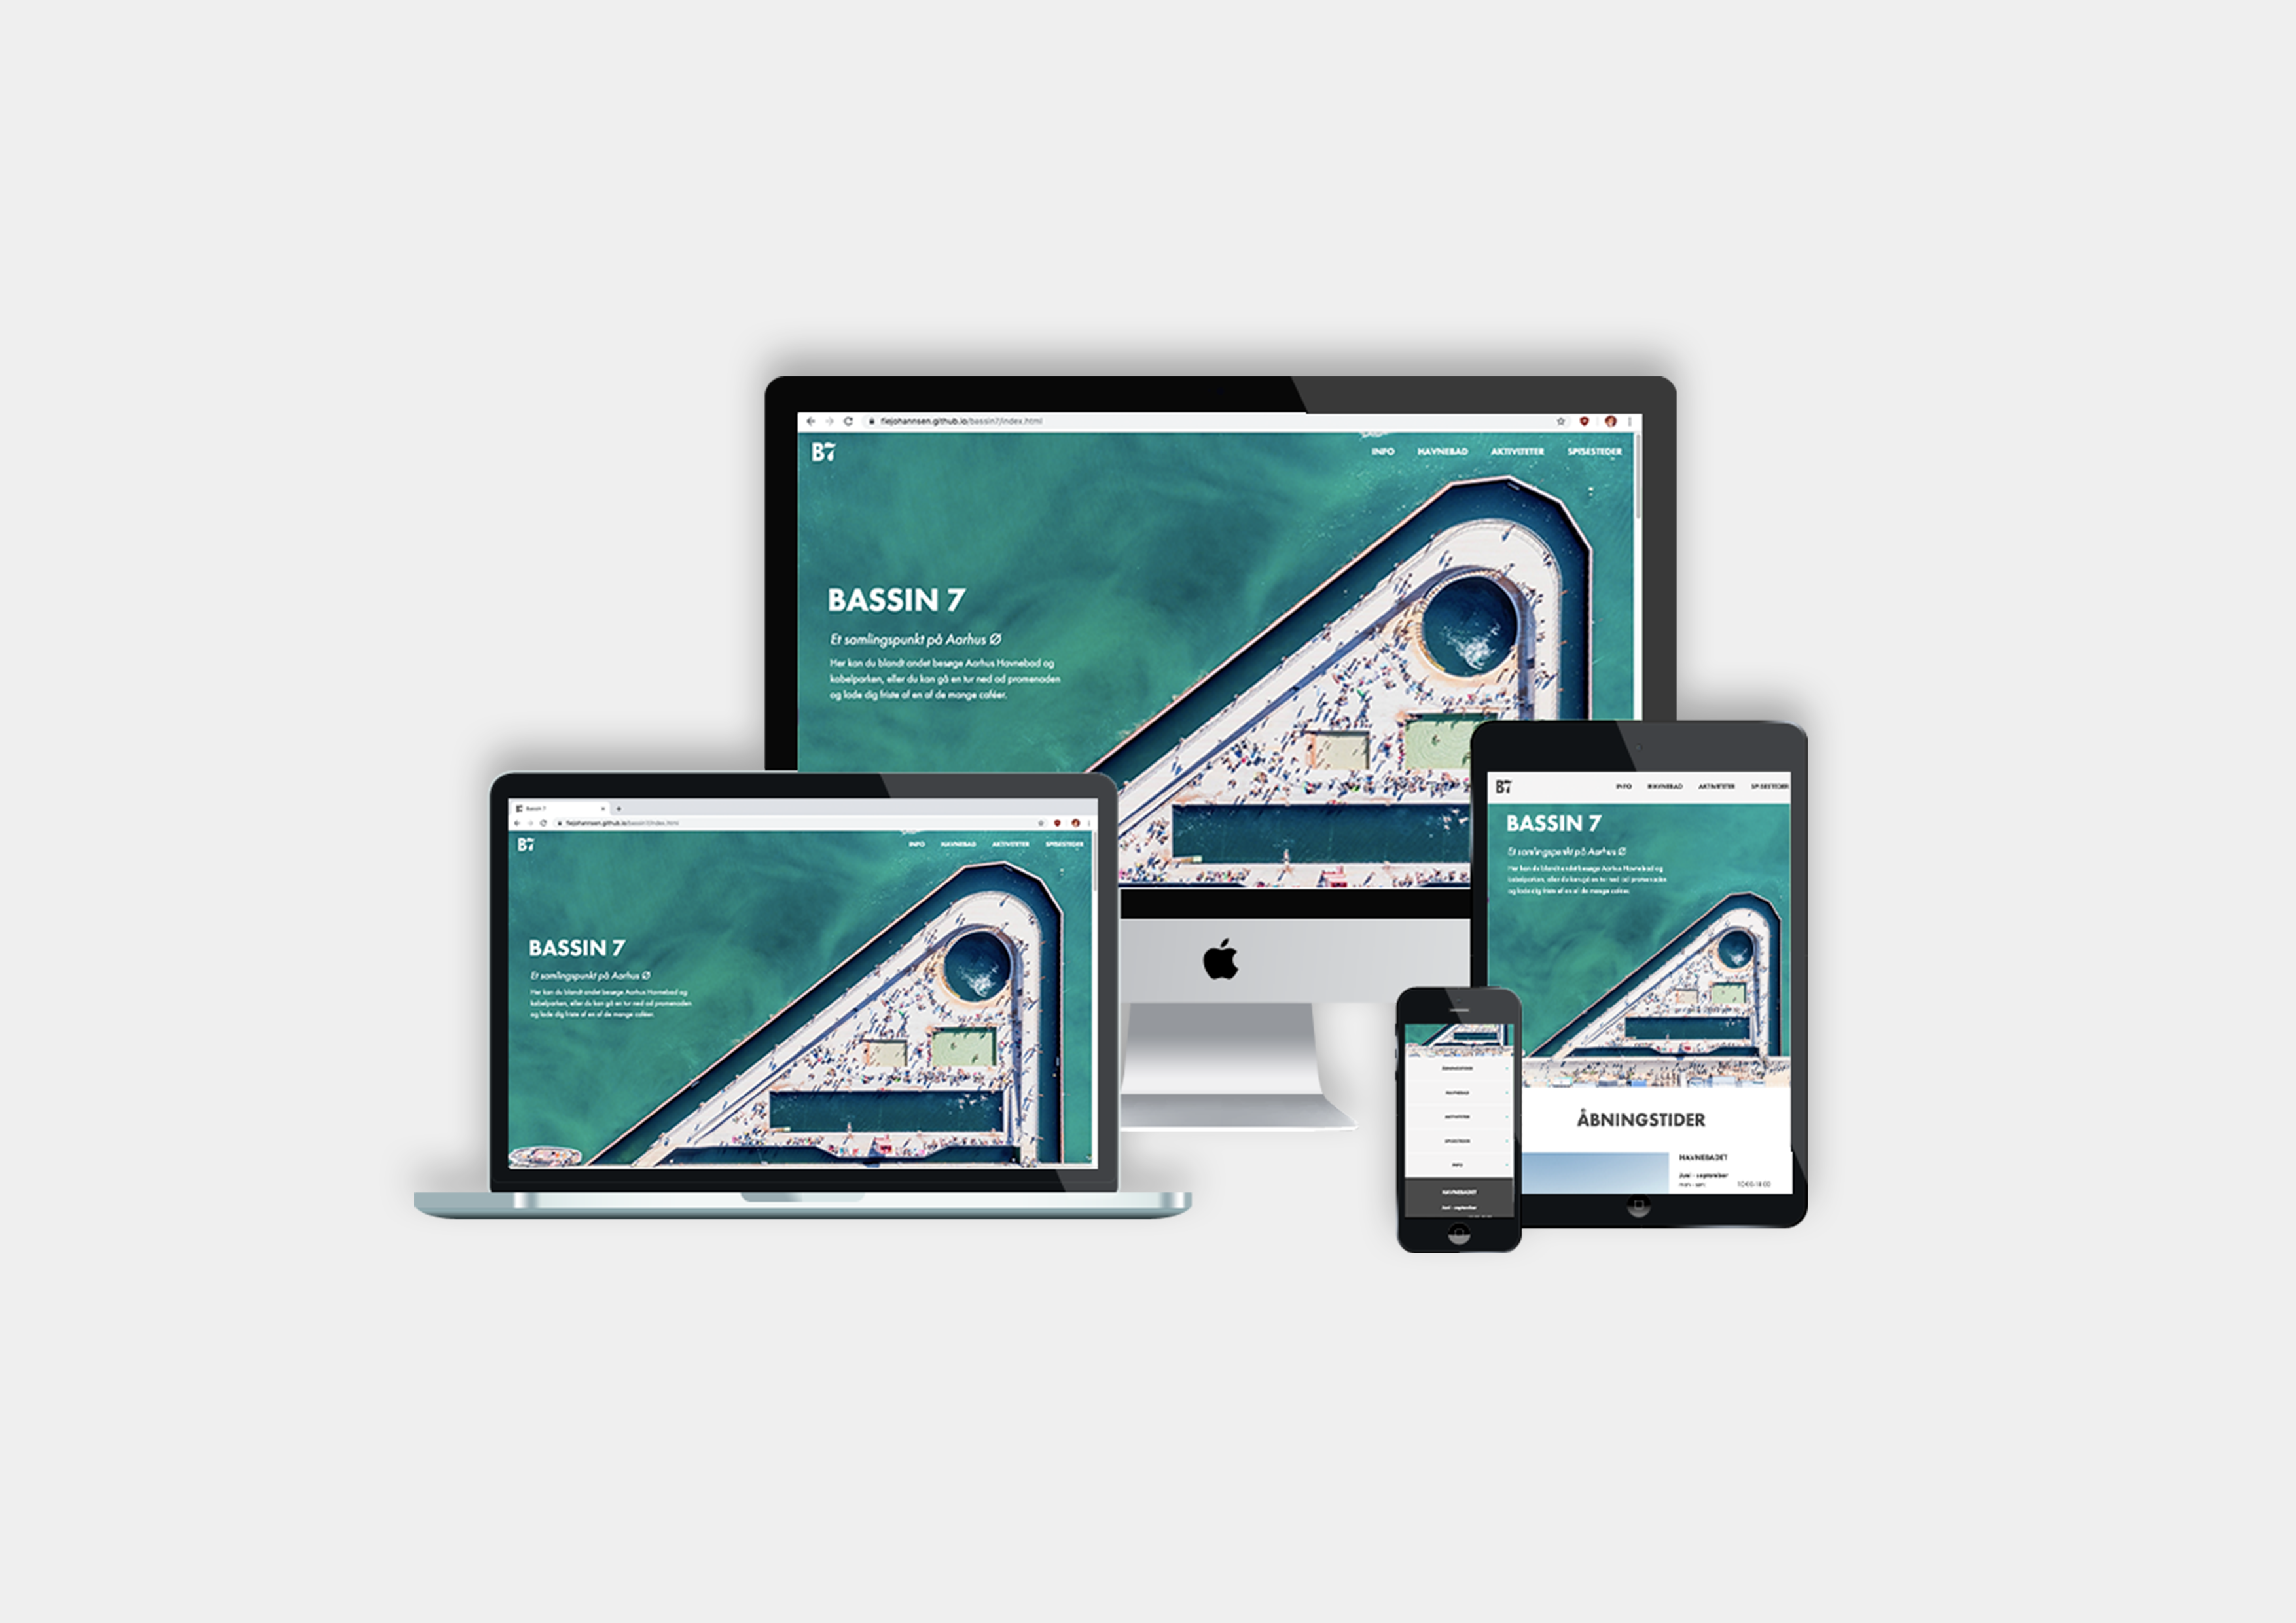 fiejohannsen.github.io/bassin7/index.html
B7
INFO HAVNEBAD AKTIVITETER SPISESTEDER
BASSIN 7
Et samlingspunkt på Aarhus Ø
Her kan du blandt andet besøge Aarhus Havnebad og
kabelparken, eller du kan gå en tur ned ad promenaden
og lade dig friste af en af de mange caféer.
Bassin 7
fiejohannsen.github.io/bassin7/index.html
B7
INFO HAVNEBAD AKTIVITETER SPISESTEDER
BASSIN 7
Et samlingspunkt på Aarhus Ø
Her kan du blandt andet besøge Aarhus Havnebad og
kabelparken, eller du kan gå en tur ned ad promenaden
og lade dig friste af en af de mange caféer.
B7
INFO HAVNEBAD AKTIVITETER SPISESTEDER
BASSIN 7
Et samlingspunkt på Aarhus Ø
Her kan du blandt andet besøge Aarhus Havnebad og
kabelparken, eller du kan gå en tur ned ad promenaden
og lade dig friste af en af de mange caféer.
ÅBNINGSTIDER
HAVNEBADET
Juni - september
ÅBNINGSTIDER
HAVNEBAD
AKTIVITETER
SPISESTEDER
INFO
HAVNEBADET
Juni - september